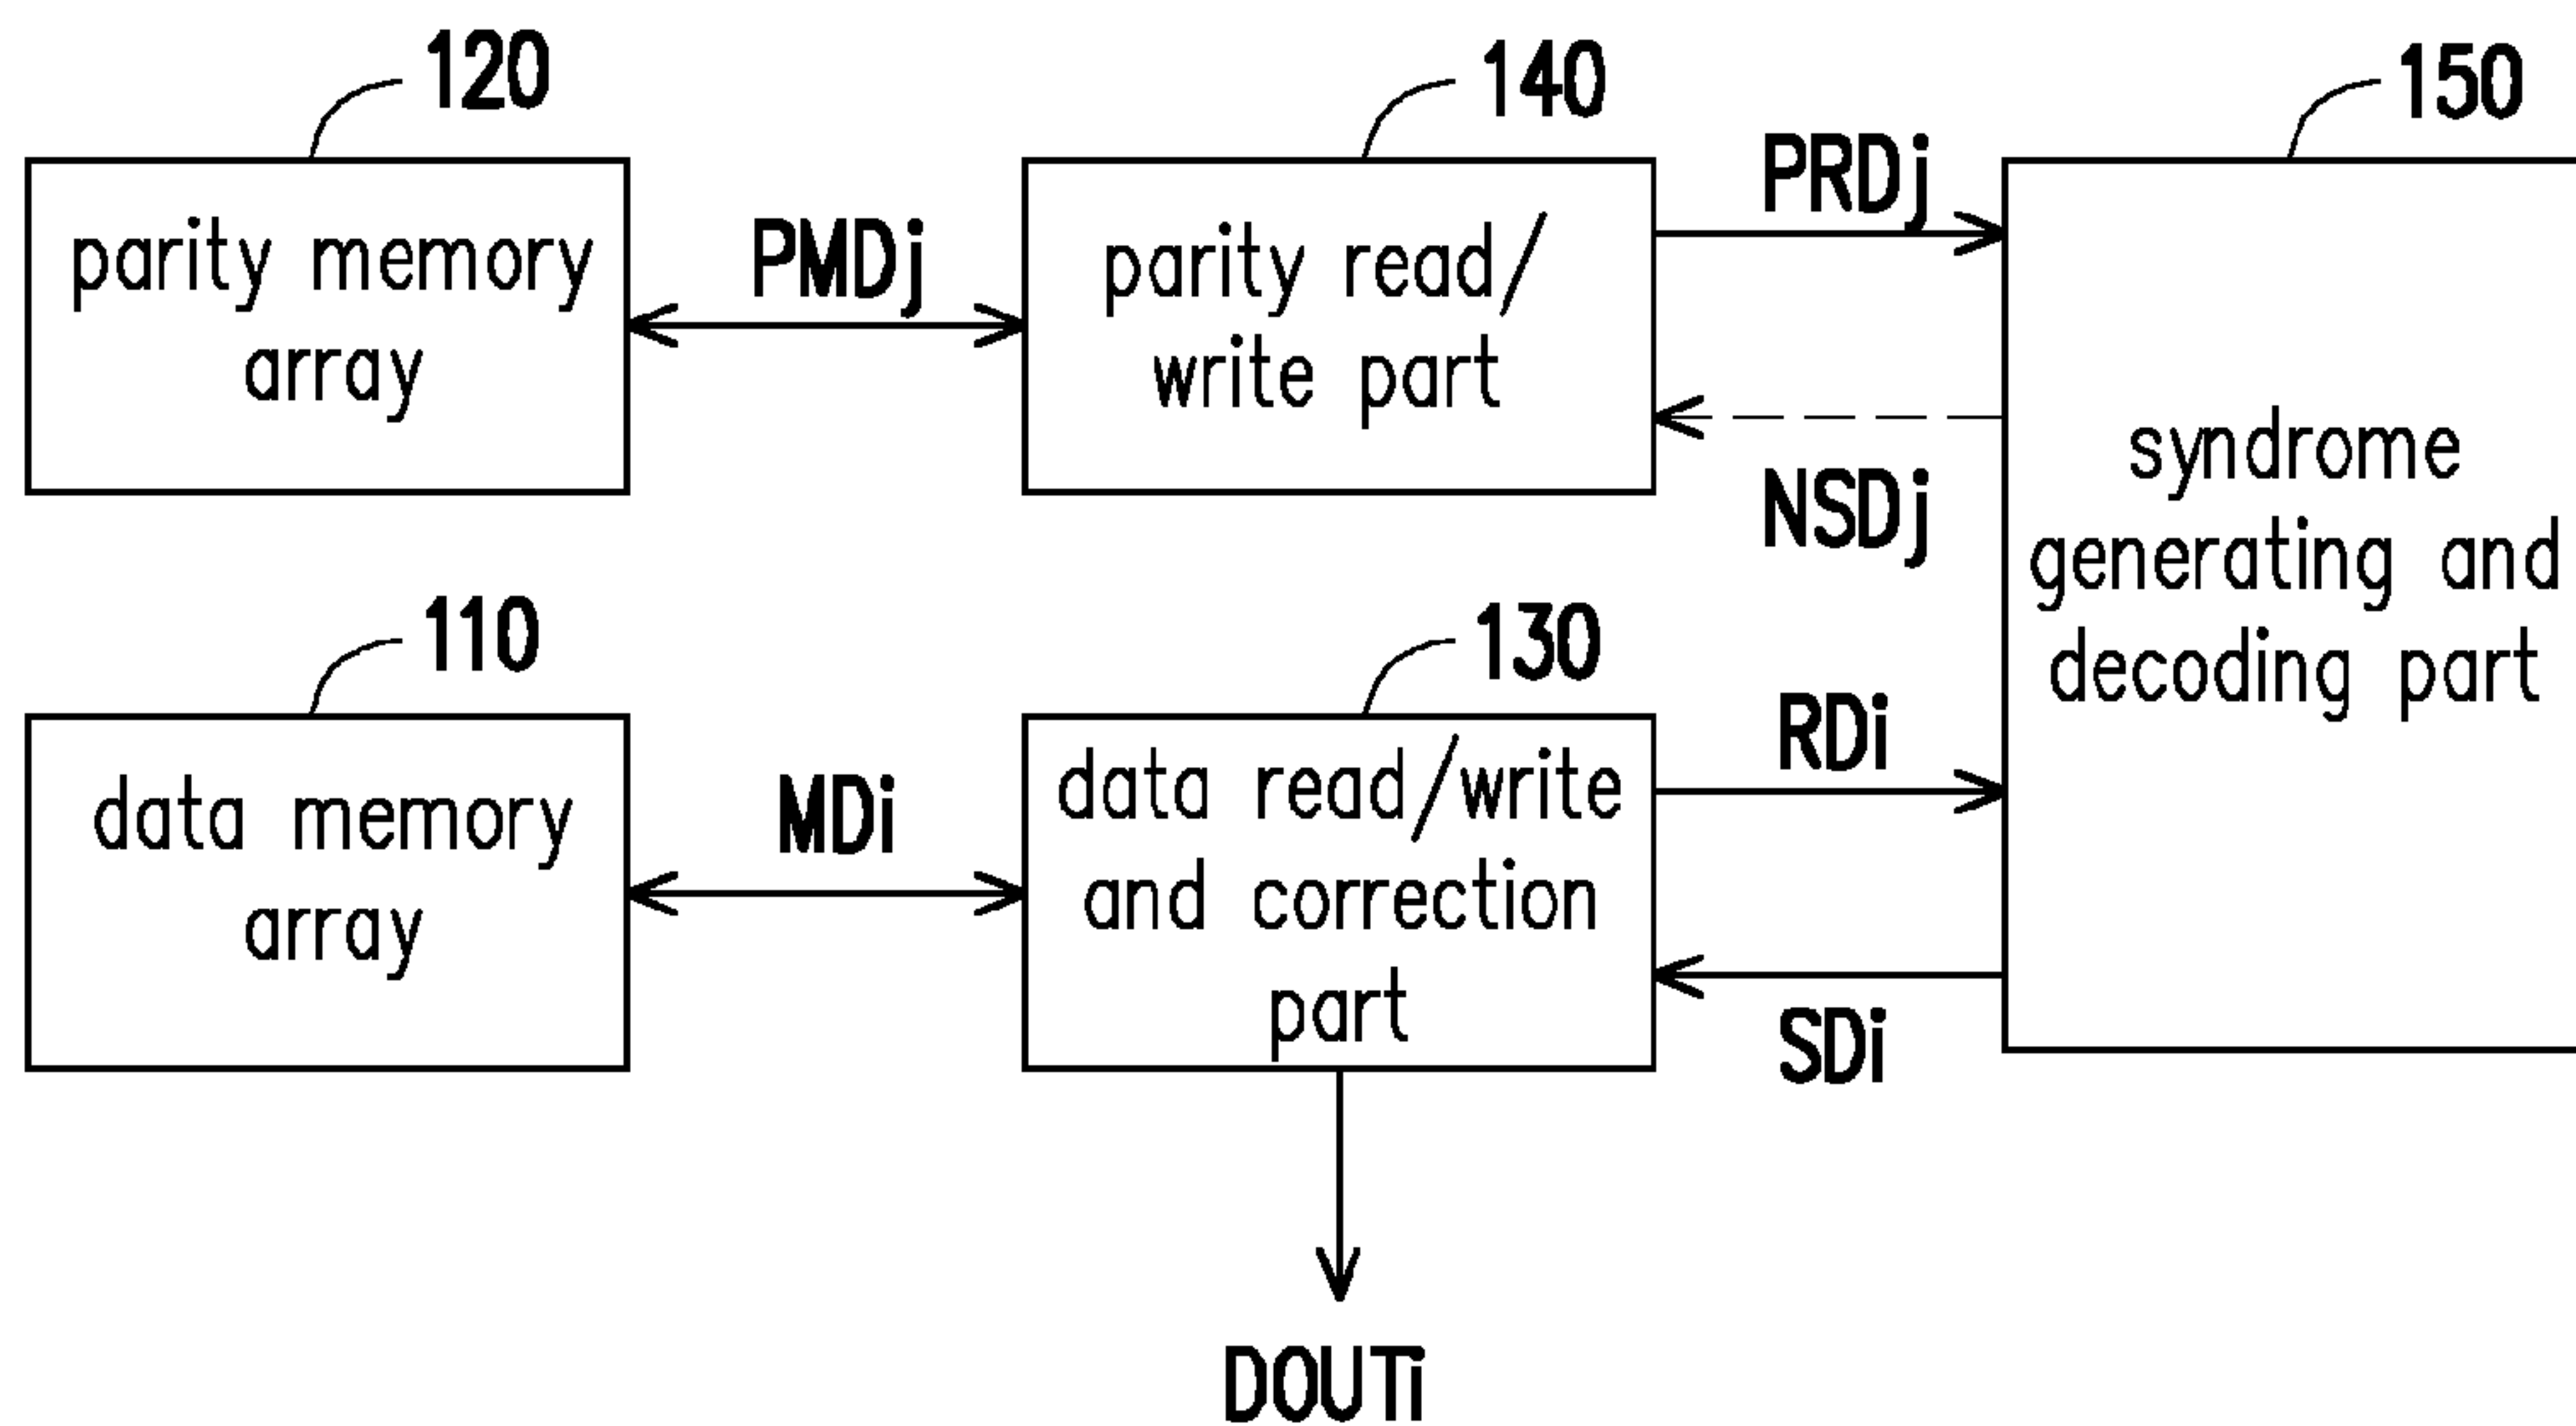 120
140
150
parity memory
array
PMDj
parity read/
write part
PRDj
NSDj
syndrome
generating and
decoding part
110
130
data memory
array
MDi
data read/write
and correction
part
RDi
SDi
DOUTi